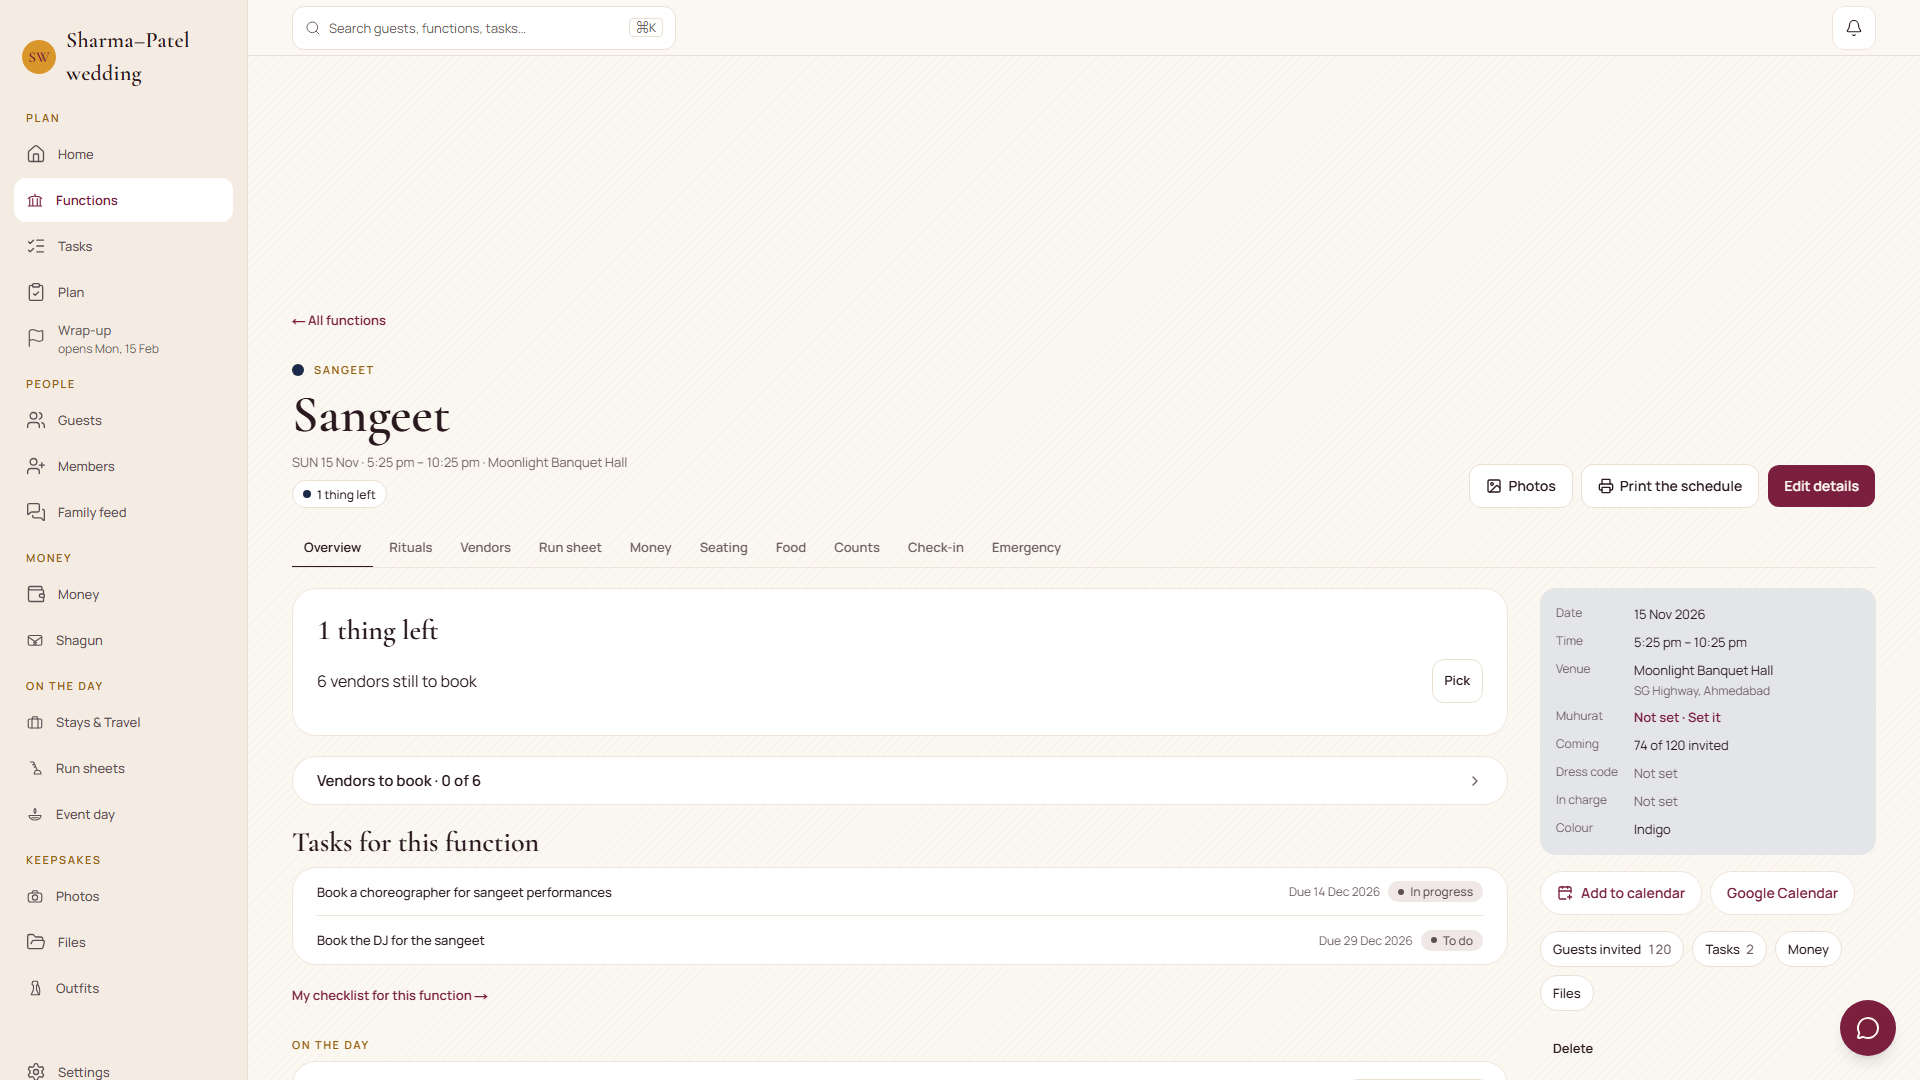 SW
Sharma–Patel
wedding
PLAN
Home
Functions
Tasks
Plan
Wrap-up
opens Mon, 15 Feb
PEOPLE
Guests
Members
Family feed
MONEY
Money
Shagun
ON THE DAY
Stays & Travel
Run sheets
Event day
KEEPSAKES
Photos
Files
Outfits
Settings
Search guests, functions, tasks... ⌘K
← All functions
SANGEET
Sangeet
SUN 15 Nov · 5:25 pm – 10:25 pm · Moonlight Banquet Hall
1 thing left
Photos Print the schedule Edit details
Overview Rituals Vendors Run sheet Money Seating Food Counts Check-in Emergency
1 thing left
6 vendors still to book Pick
Vendors to book · 0 of 6
Tasks for this function
Book a choreographer for sangeet performances Due 14 Dec 2026 In progress
Book the DJ for the sangeet Due 29 Dec 2026 To do
My checklist for this function →
ON THE DAY
Date 15 Nov 2026
Time 5:25 pm – 10:25 pm
Venue Moonlight Banquet Hall
SG Highway, Ahmedabad
Muhurat Not set · Set it
Coming 74 of 120 invited
Dress code Not set
In charge Not set
Colour Indigo
Add to calendar Google Calendar
Guests invited 120 Tasks 2 Money
Files
Delete